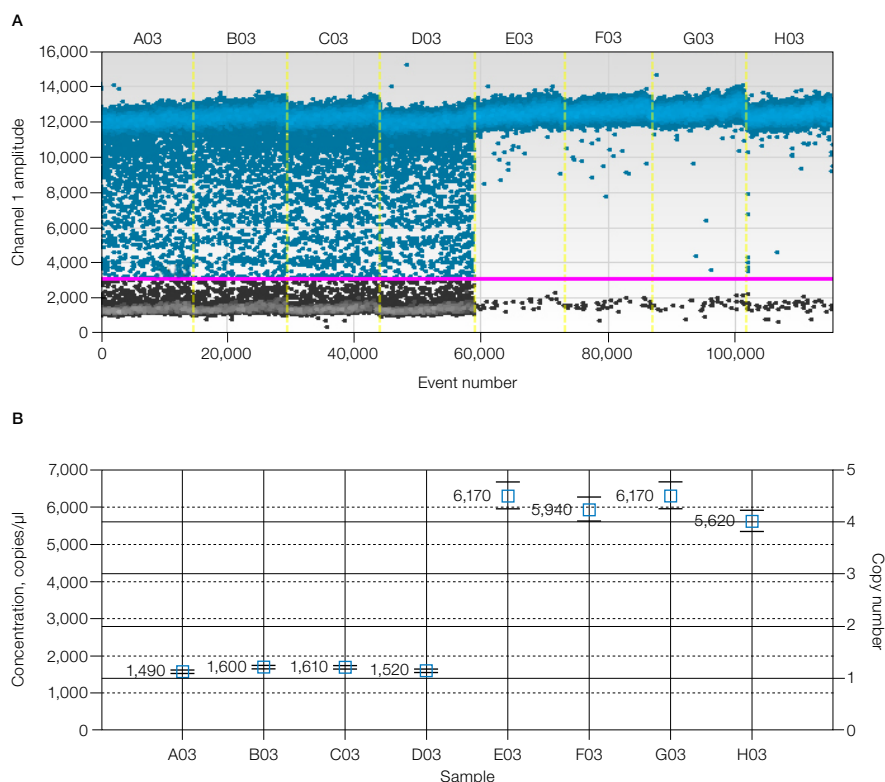 A
A03 B03 C03 D03 E03 F03 G03 H03
16,000
14,000
12,000
10,000
8,000
6,000
4,000
2,000
0
Channel 1 amplitude
0 20,000 40,000 60,000 80,000 100,000
Event number
B
7,000
6,000
5,000
4,000
3,000
2,000
1,000
0
Concentration, copies/µl
1,490 1,600 1,610 1,520 6,170 5,940 6,170 5,620
5
4
3
2
1
0
Copy number
A03 B03 C03 D03 E03 F03 G03 H03
Sample